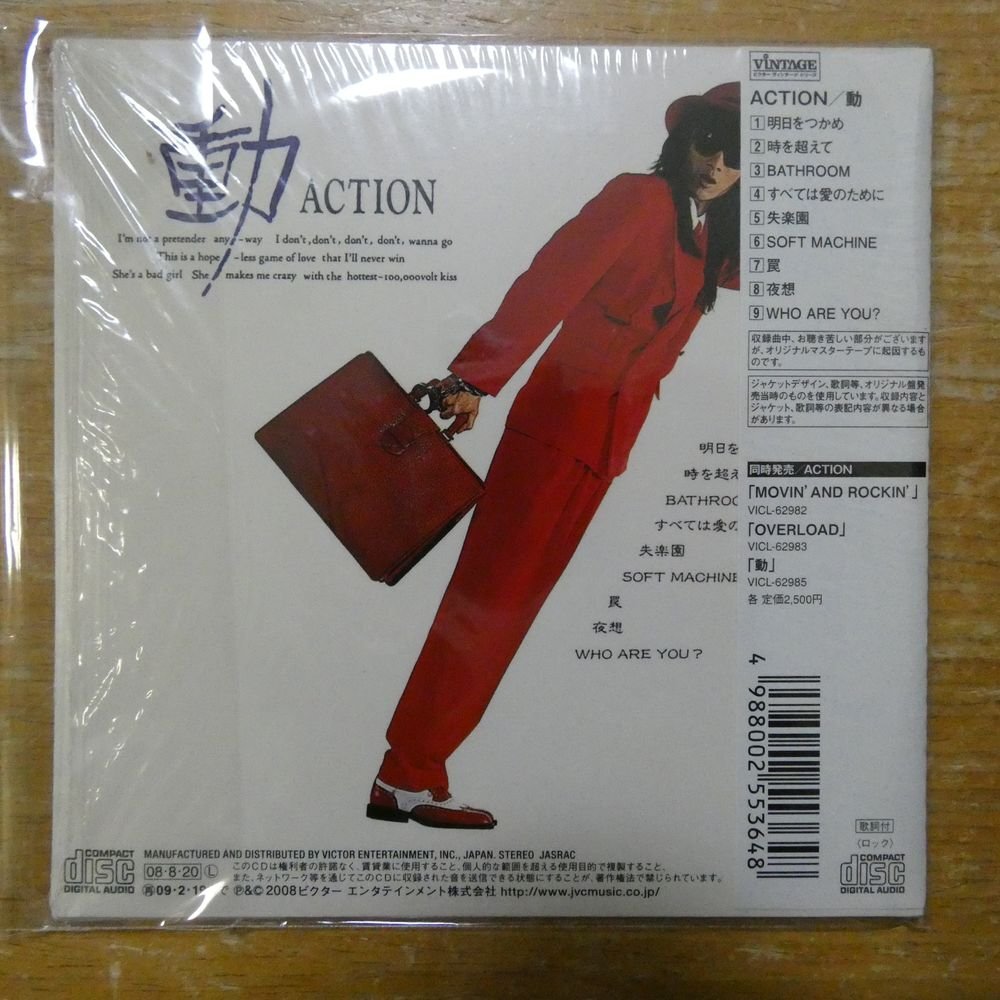 動 ACTION
I'm not a pretender any-way I don't, don't, don't, don't, wanna go
This is a hope-less game of love that I'll never win
She's a bad girl She makes me crazy with the hottest-100,000volt kiss
明日を
時を超え
BATHROO
すべては愛の
失楽園
SOFT MACHINE
罠
夜想
WHO ARE YOU?
COMPACT
disc
DIGITAL AUDIO
MANUFACTURED AND DISTRIBUTED BY VICTOR ENTERTAINMENT, INC., JAPAN. STEREO JASRAC
08・8・20 Ⓛ
このCDは権利者の許諾なく、賃貸業に使用すること、個人的な範囲を超える使用目的で複製すること、
また、ネットワーク等を通じてこのCDに収録された音を送信できる状態にすることが、著作権法で禁じられています。
再09・2・19 で ℗&© 2008ビクター エンタテインメント株式会社 http://www.jvcmusic.co.jp/
VINTAGE
ビクター ヴィンテージ シリーズ
ACTION/動
1 明日をつかめ
2 時を超えて
3 BATHROOM
4 すべては愛のために
5 失楽園
6 SOFT MACHINE
7 罠
8 夜想
9 WHO ARE YOU?
収録曲中、お聴き苦しい部分がございます
が、オリジナルマスターテープに起因するも
のです。
ジャケットデザイン、歌詞等、オリジナル盤発
売当時のものを使用しています。収録内容と
ジャケット、歌詞等の表記内容が異なる場合
があります。
同時発売/ACTION
「MOVIN' AND ROCKIN'」
VICL-62982
「OVERLOAD」
VICL-62983
「動」
VICL-62985
各 定価2,500円
4 988002 553648
歌詞付
(ロック)
COMPACT
disc
DIGITAL AUDIO